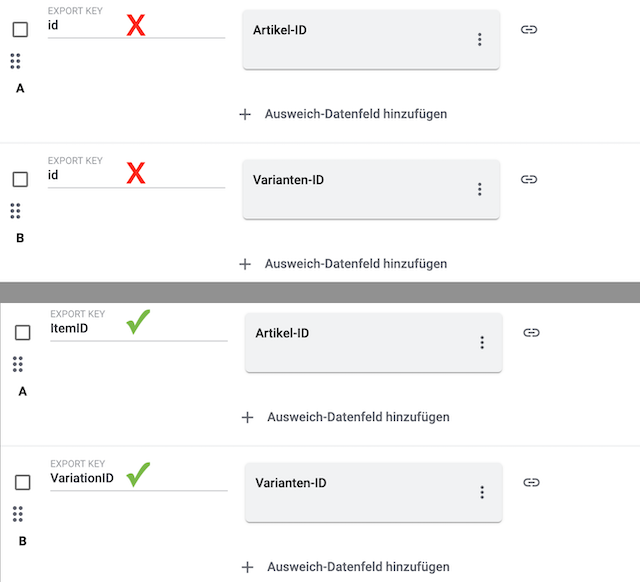 EXPORT KEY
id X
Artikel-ID
A
Ausweich-Datenfeld hinzufügen
EXPORT KEY
id X
Varianten-ID
B
Ausweich-Datenfeld hinzufügen
EXPORT KEY
ItemID
Artikel-ID
A
Ausweich-Datenfeld hinzufügen
EXPORT KEY
VariationID
Varianten-ID
B
Ausweich-Datenfeld hinzufügen